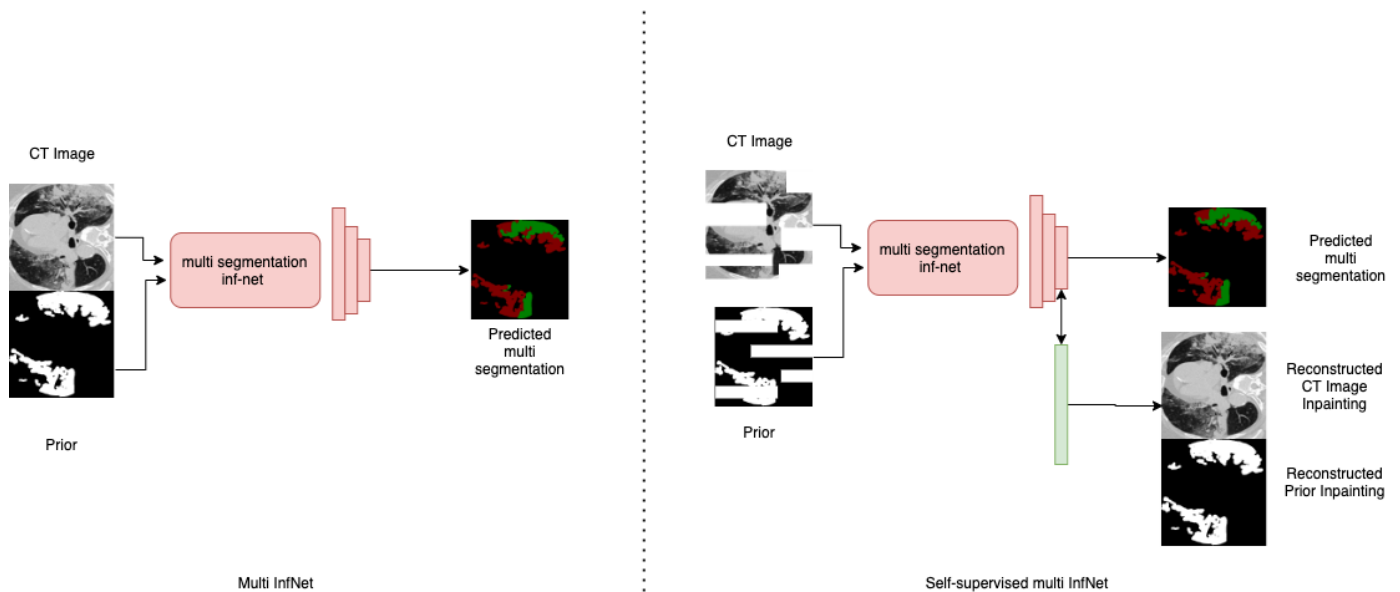 CT Image
multi segmentation
inf-net
Predicted
multi
segmentation
Prior
Multi InfNet
CT Image
multi segmentation
inf-net
Predicted
multi
segmentation
Prior
Reconstructed
CT Image
Inpainting
Reconstructed
Prior Inpainting
Self-supervised multi InfNet